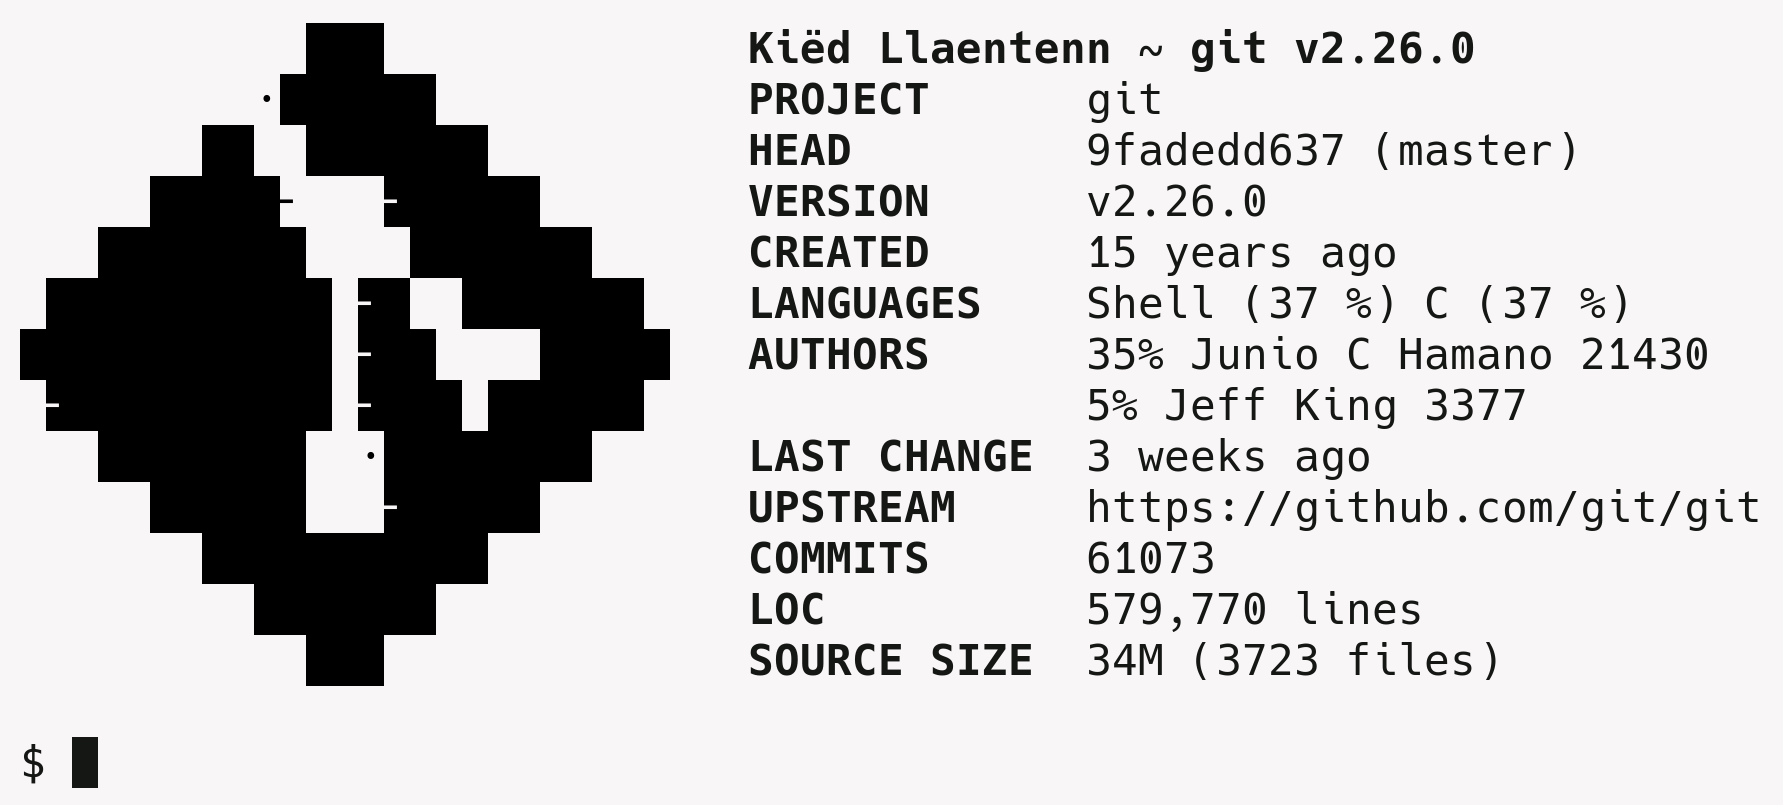 Kiëd Llaentenn ~ git v2.26.0
PROJECT git
HEAD 9fadedd637 (master)
VERSION v2.26.0
CREATED 15 years ago
LANGUAGES Shell (37 %) C (37 %)
AUTHORS 35% Junio C Hamano 21430
5% Jeff King 3377
LAST CHANGE 3 weeks ago
UPSTREAM https://github.com/git/git
COMMITS 61073
LOC 579,770 lines
SOURCE SIZE 34M (3723 files)
$